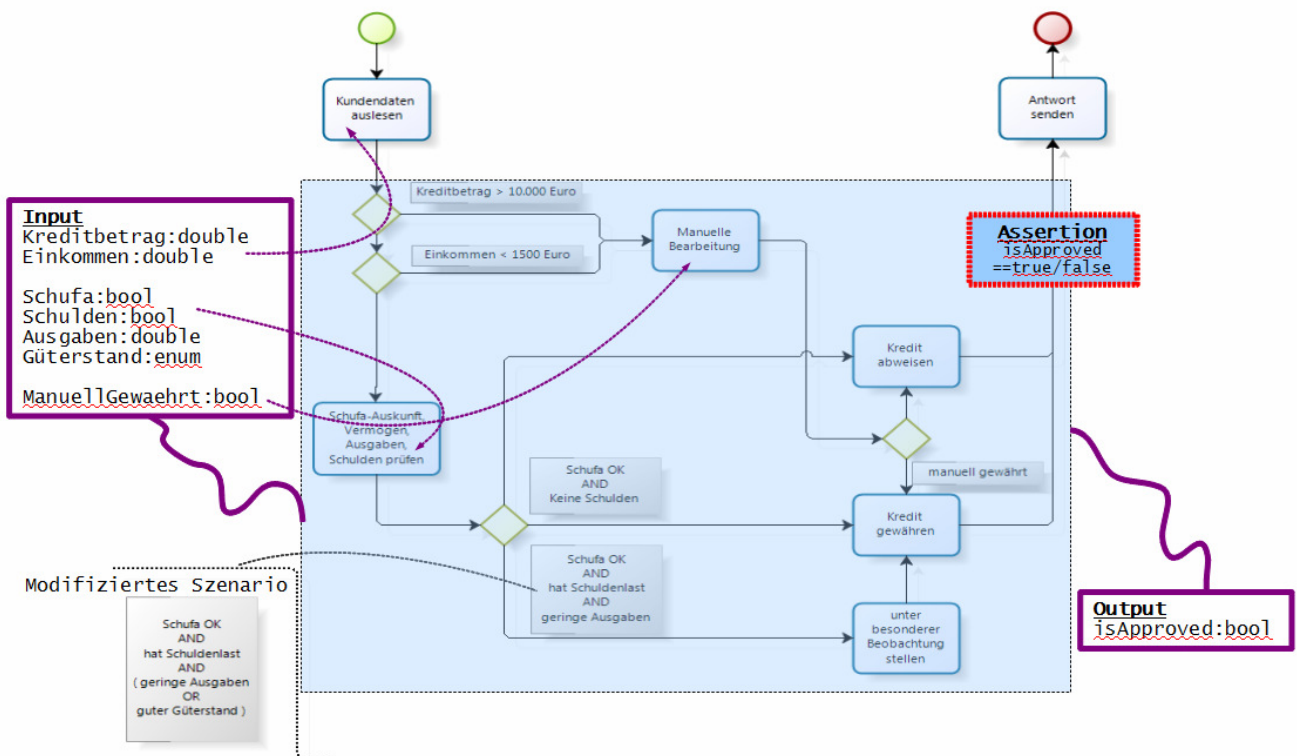 Kundendaten
auslesen
Antwort
senden
Kreditbetrag > 10.000 Euro
Einkommen < 1500 Euro
Manuelle
Bearbeitung
Input
Kreditbetrag:double
Einkommen:double
Schufa:bool
Schulden:bool
Ausgaben:double
Güterstand:enum
ManuellGewaehrt:bool
Assertion
isApproved
==true/false
Kredit
abweisen
Schufa-Auskunft,
Vermögen,
Ausgaben,
Schulden prüfen
Schufa OK
AND
Keine Schulden
manuell gewährt
Kredit
gewähren
Schufa OK
AND
hat Schuldenlast
AND
geringe Ausgaben
unter
besonderer
Beobachtung
stellen
Modifiziertes Szenario
Schufa OK
AND
hat Schuldenlast
AND
( geringe Ausgaben
OR
guter Güterstand )
Output
isApproved:bool